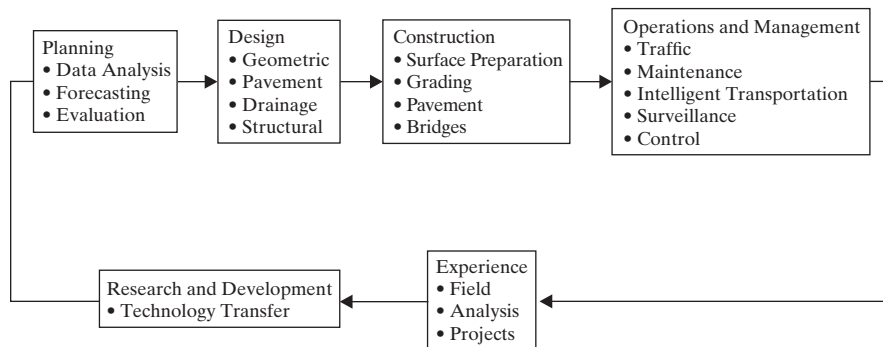 Planning
• Data Analysis
• Forecasting
• Evaluation
Design
• Geometric
• Pavement
• Drainage
• Structural
Construction
• Surface Preparation
• Grading
• Pavement
• Bridges
Operations and Management
• Traffic
• Maintenance
• Intelligent Transportation
• Surveillance
• Control
Research and Development
• Technology Transfer
Experience
• Field
• Analysis
• Projects